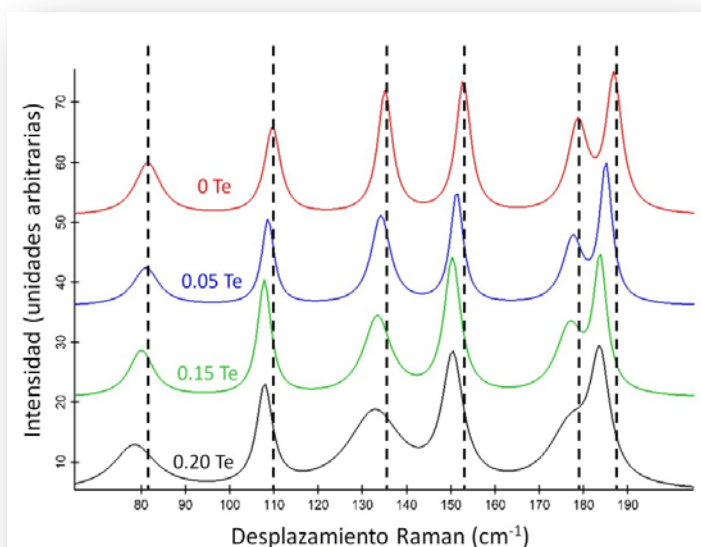 Intensidad (unidades arbitrarias)
70
60
50
40
30
20
10
0 Te
0.05 Te
0.15 Te
0.20 Te
80 90 100 110 120 130 140 150 160 170 180 190
Desplazamiento Raman (cm⁻¹)